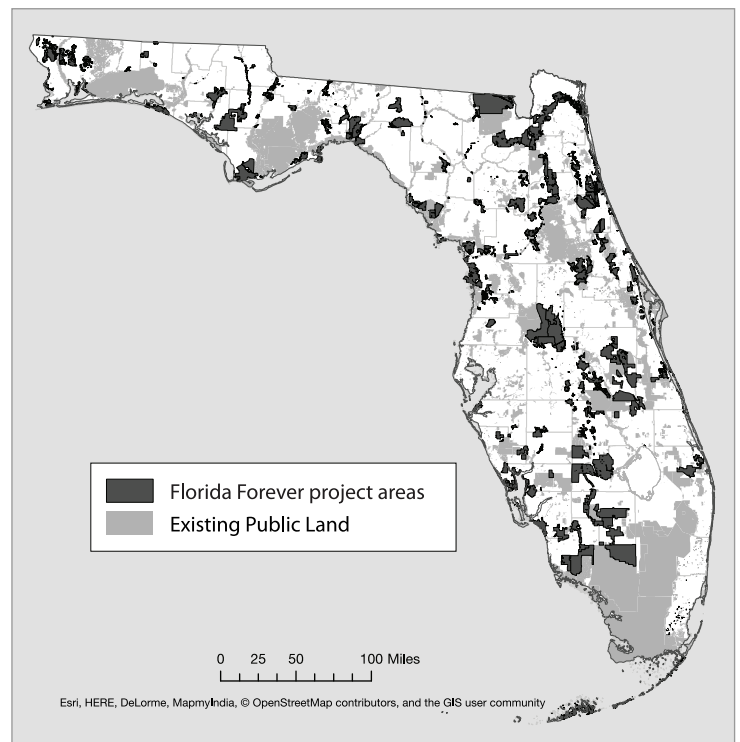 Florida Forever project areas
Existing Public Land
0 25 50 100 Miles
Esri, HERE, DeLorme, MapmyIndia, © OpenStreetMap contributors, and the GIS user community